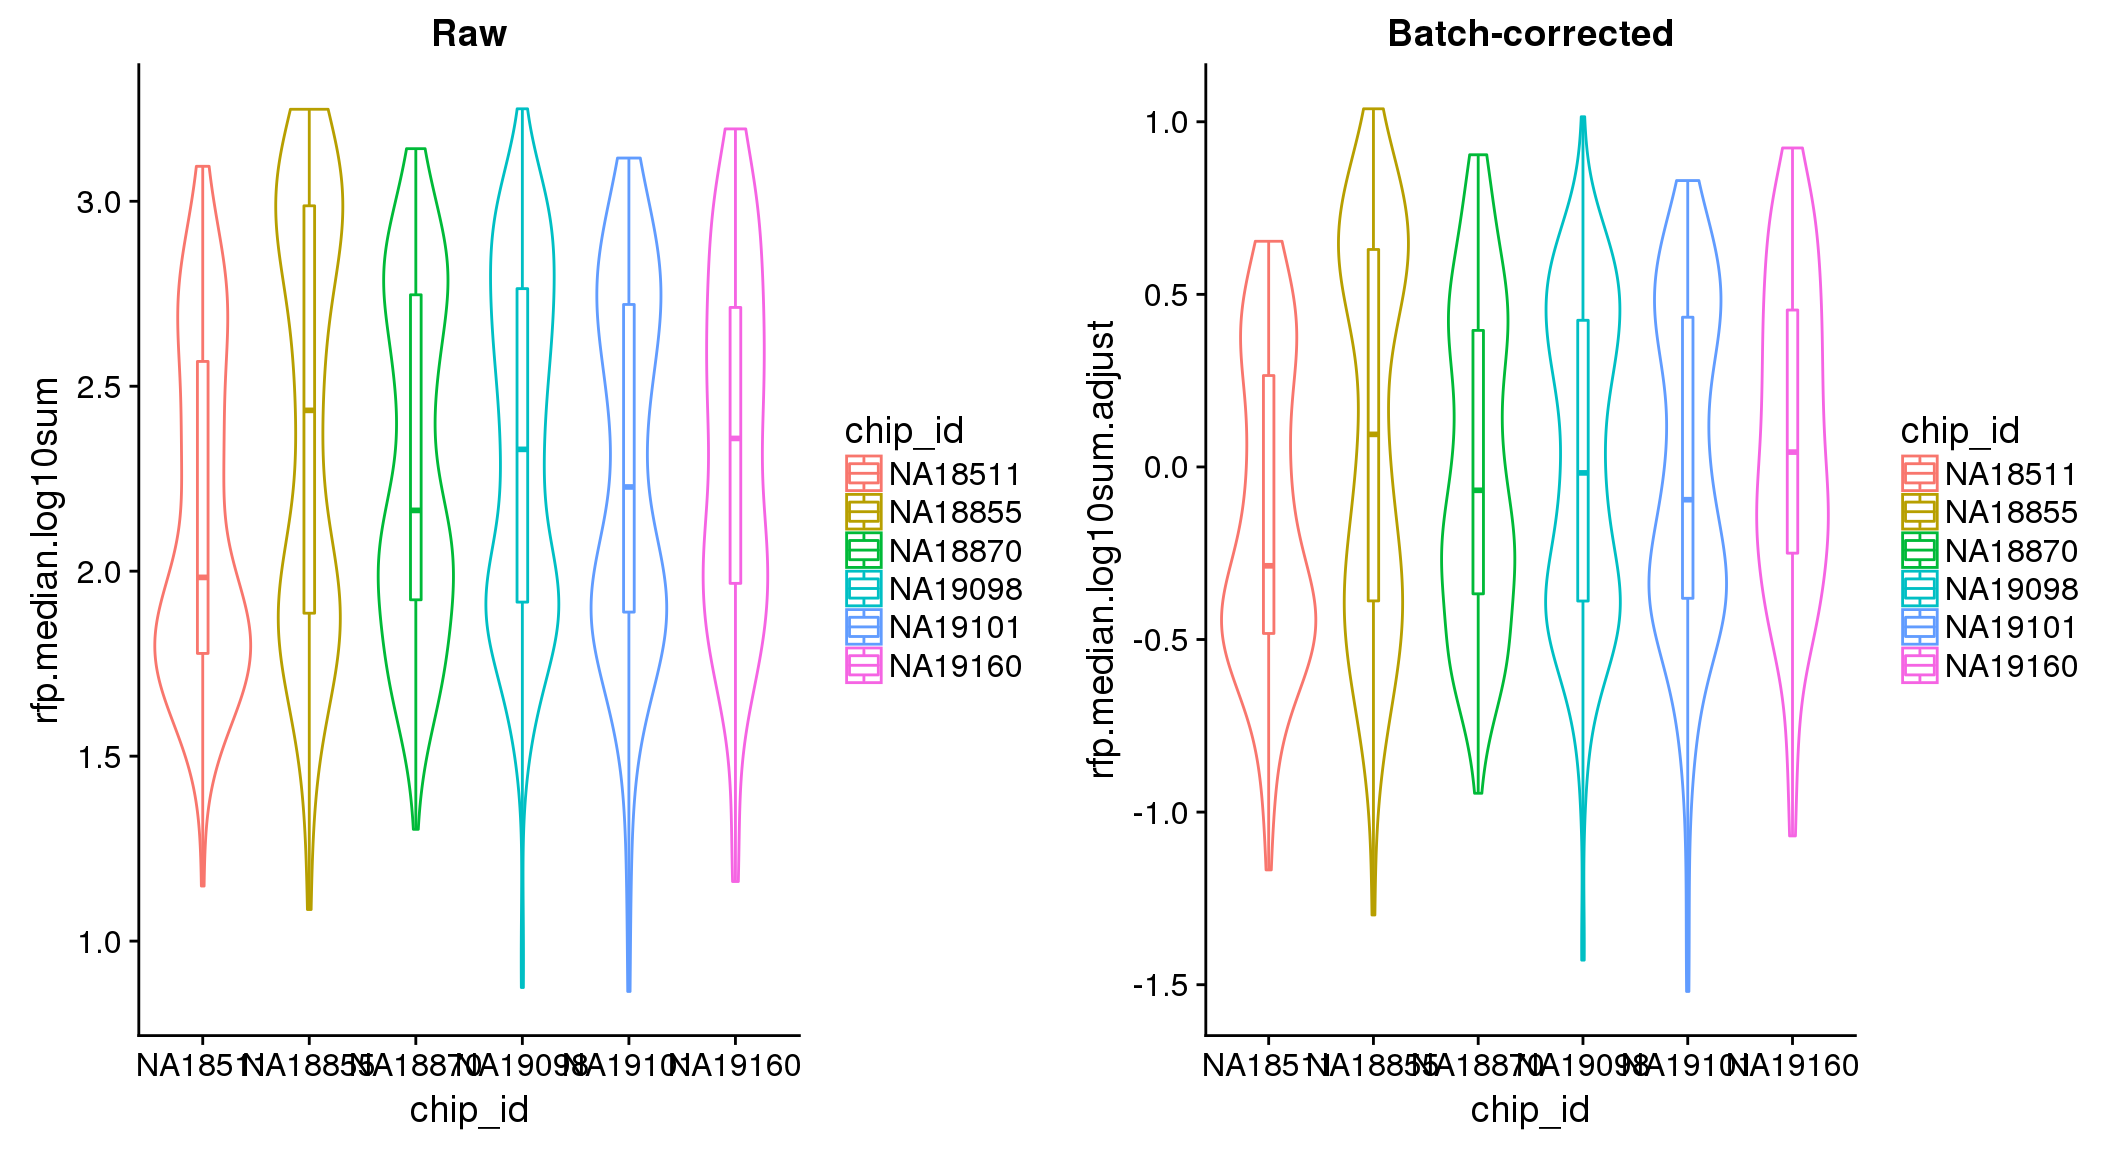 Raw
rfp.median.log10sum
3.0
2.5
2.0
1.5
1.0
NA18511 NA18855 NA18870 NA19098 NA19101 NA19160
chip_id
chip_id
NA18511
NA18855
NA18870
NA19098
NA19101
NA19160
Batch-corrected
rfp.median.log10sum.adjust
1.0
0.5
0.0
-0.5
-1.0
-1.5
NA18511 NA18855 NA18870 NA19098 NA19101 NA19160
chip_id
chip_id
NA18511
NA18855
NA18870
NA19098
NA19101
NA19160